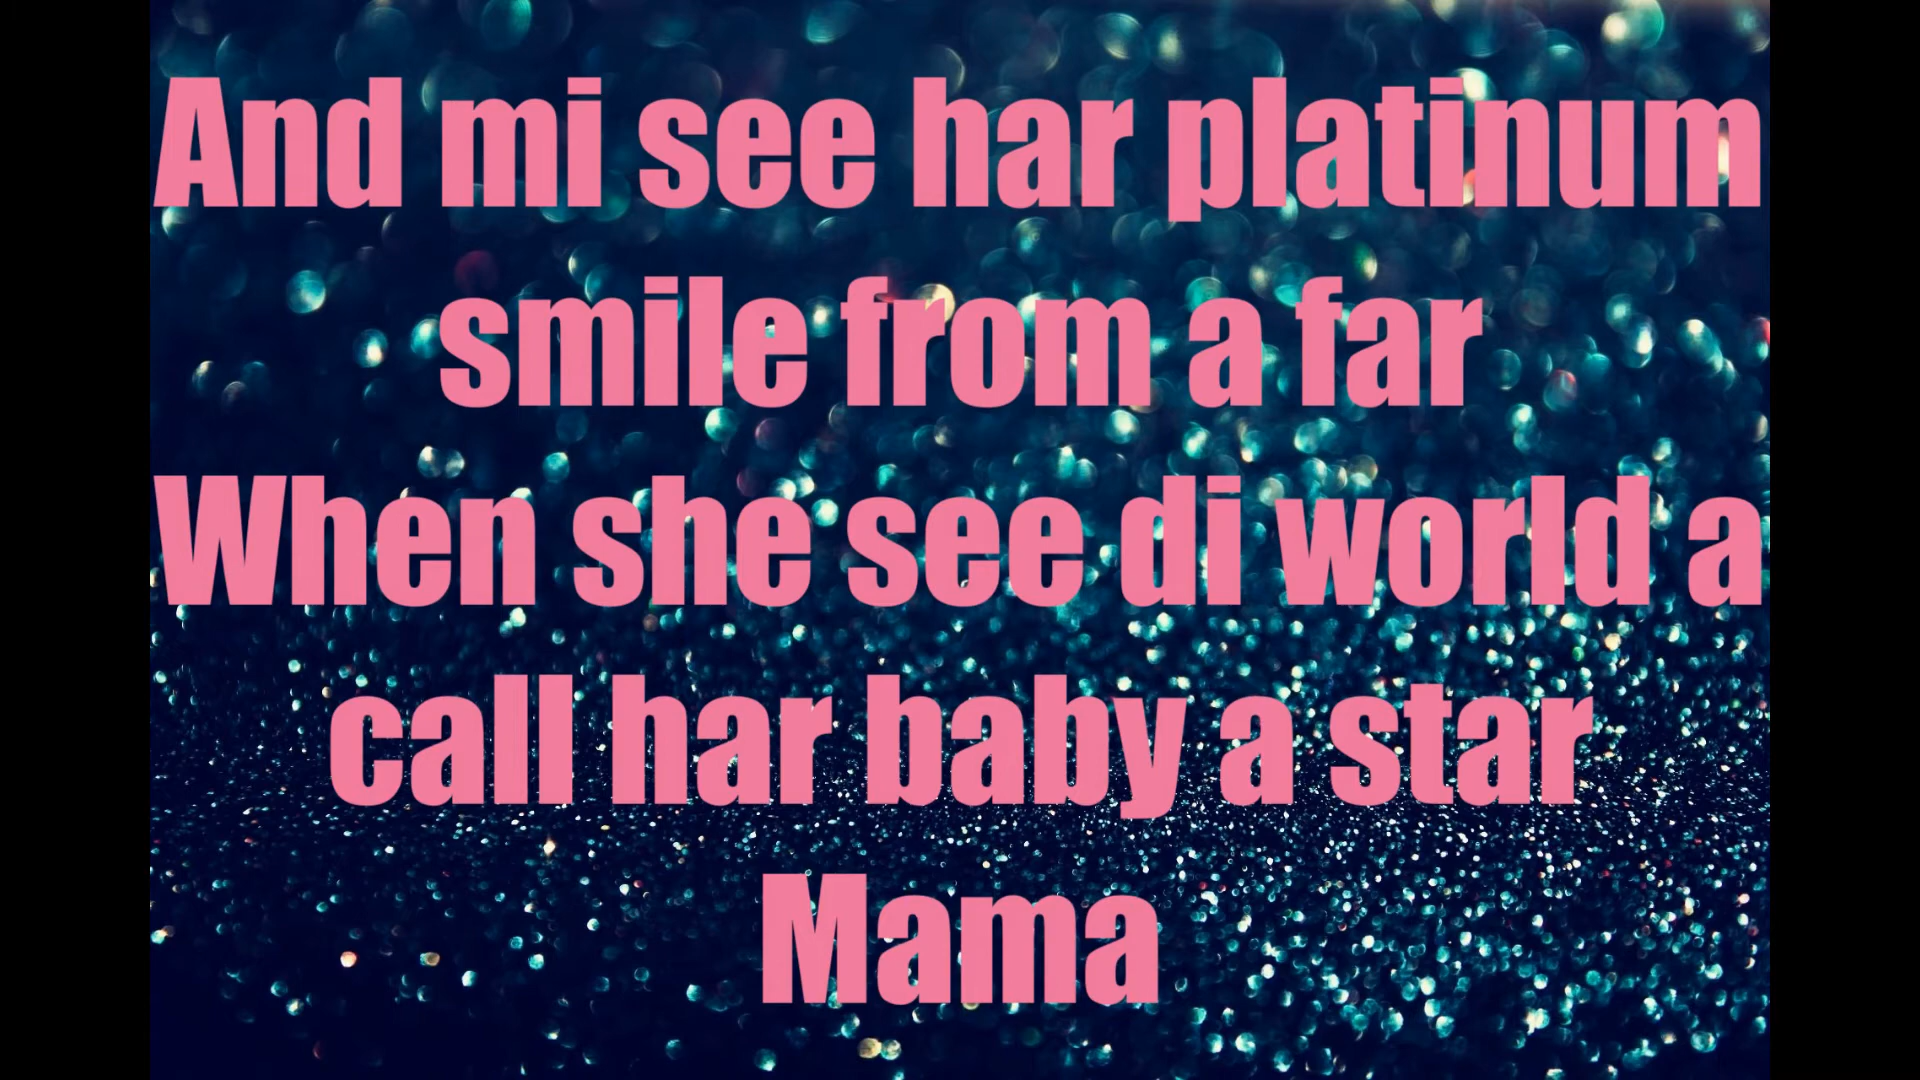 And mi see har platinum
smile from a far
When she see di world a
call har baby a star
Mama